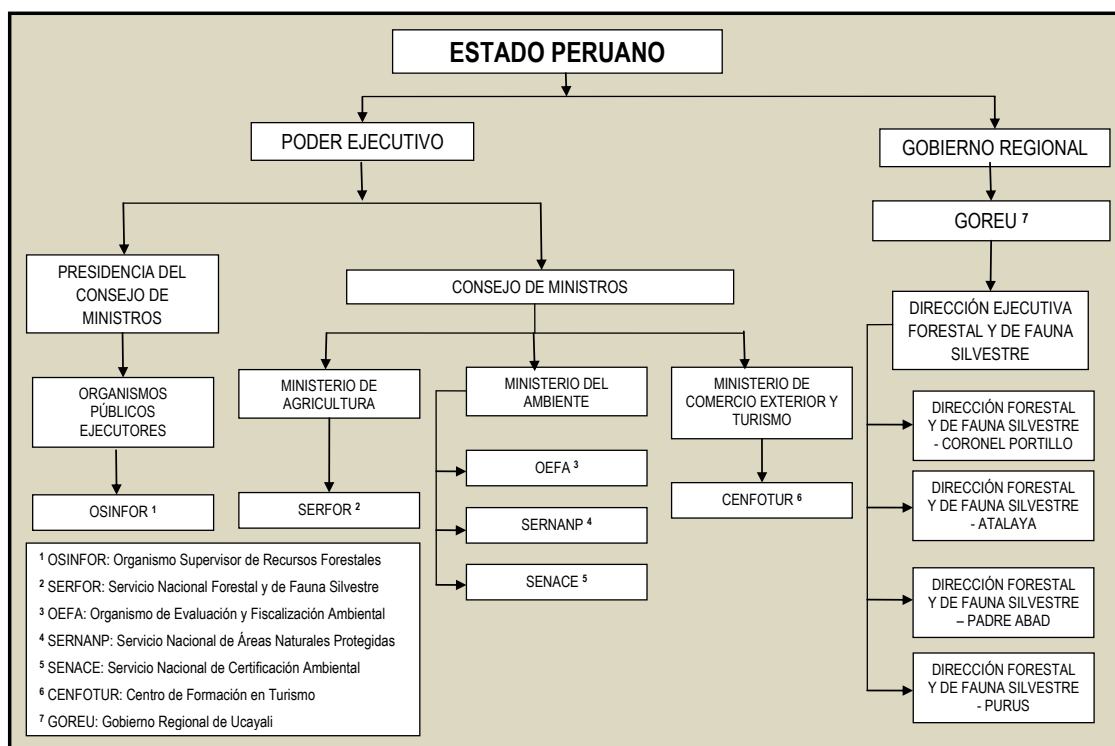 ESTADO PERUANO
PODER EJECUTIVO
GOBIERNO REGIONAL
GOREU ⁷
PRESIDENCIA DEL
CONSEJO DE
MINISTROS
CONSEJO DE MINISTROS
DIRECCIÓN EJECUTIVA
FORESTAL Y DE FAUNA
SILVESTRE
ORGANISMOS
PÚBLICOS
EJECUTORES
MINISTERIO DE
AGRICULTURA
MINISTERIO DEL
AMBIENTE
MINISTERIO DE
COMERCIO EXTERIOR Y
TURISMO
DIRECCIÓN FORESTAL
Y DE FAUNA SILVESTRE
- CORONEL PORTILLO
OSINFOR ¹
SERFOR ²
OEFA ³
SERNANP ⁴
SENACE ⁵
CENFOTUR ⁶
DIRECCIÓN FORESTAL
Y DE FAUNA SILVESTRE
- ATALAYA
DIRECCIÓN FORESTAL
Y DE FAUNA SILVESTRE
– PADRE ABAD
DIRECCIÓN FORESTAL
Y DE FAUNA SILVESTRE
- PURUS
¹ OSINFOR: Organismo Supervisor de Recursos Forestales
² SERFOR: Servicio Nacional Forestal y de Fauna Silvestre
³ OEFA: Organismo de Evaluación y Fiscalización Ambiental
⁴ SERNANP: Servicio Nacional de Áreas Naturales Protegidas
⁵ SENACE: Servicio Nacional de Certificación Ambiental
⁶ CENFOTUR: Centro de Formación en Turismo
⁷ GOREU: Gobierno Regional de Ucayali